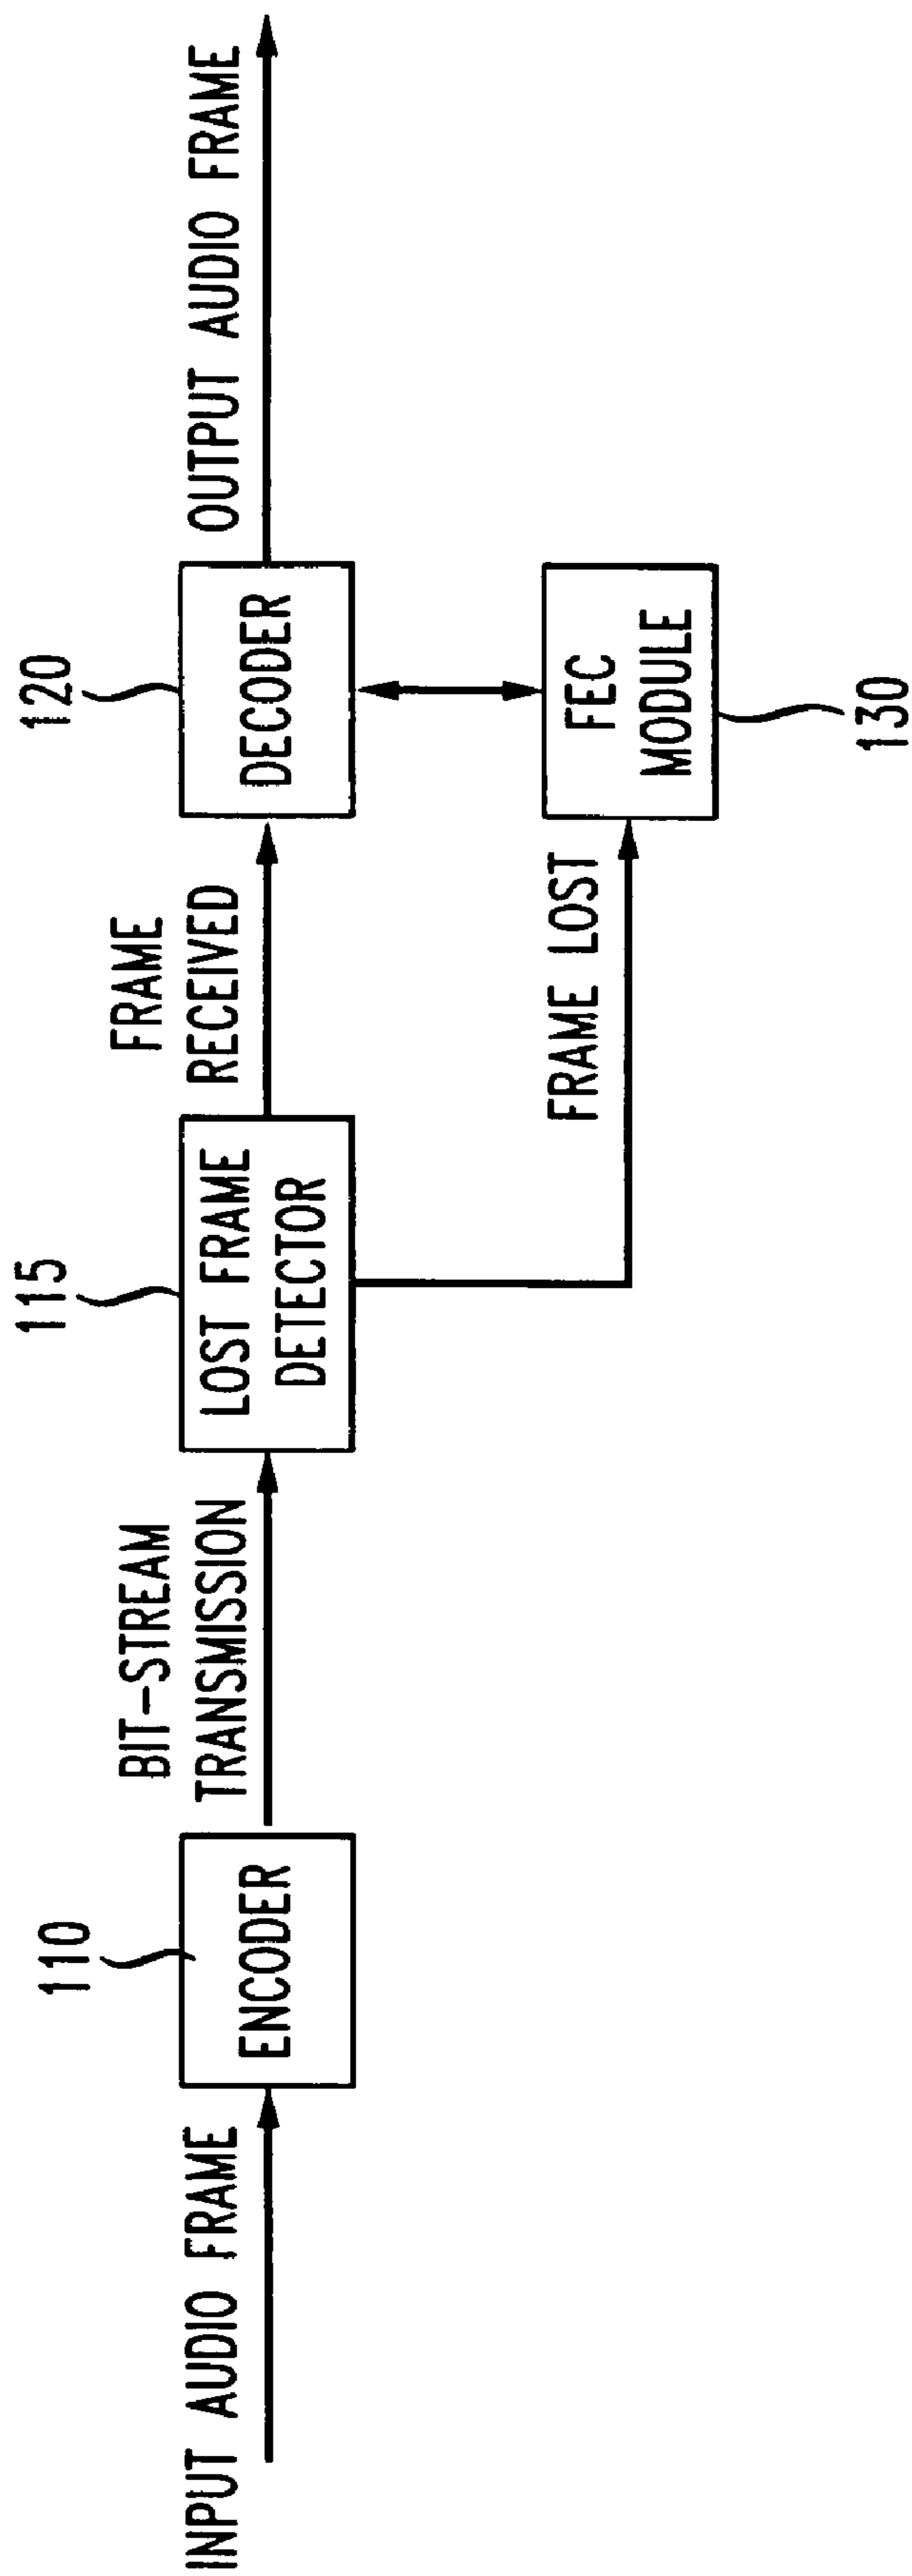 INPUT AUDIO FRAME
110
ENCODER
BIT-STREAM
TRANSMISSION
115
LOST FRAME
DETECTOR
FRAME
RECEIVED
FRAME LOST
120
DECODER
FEC
MODULE
130
OUTPUT AUDIO FRAME